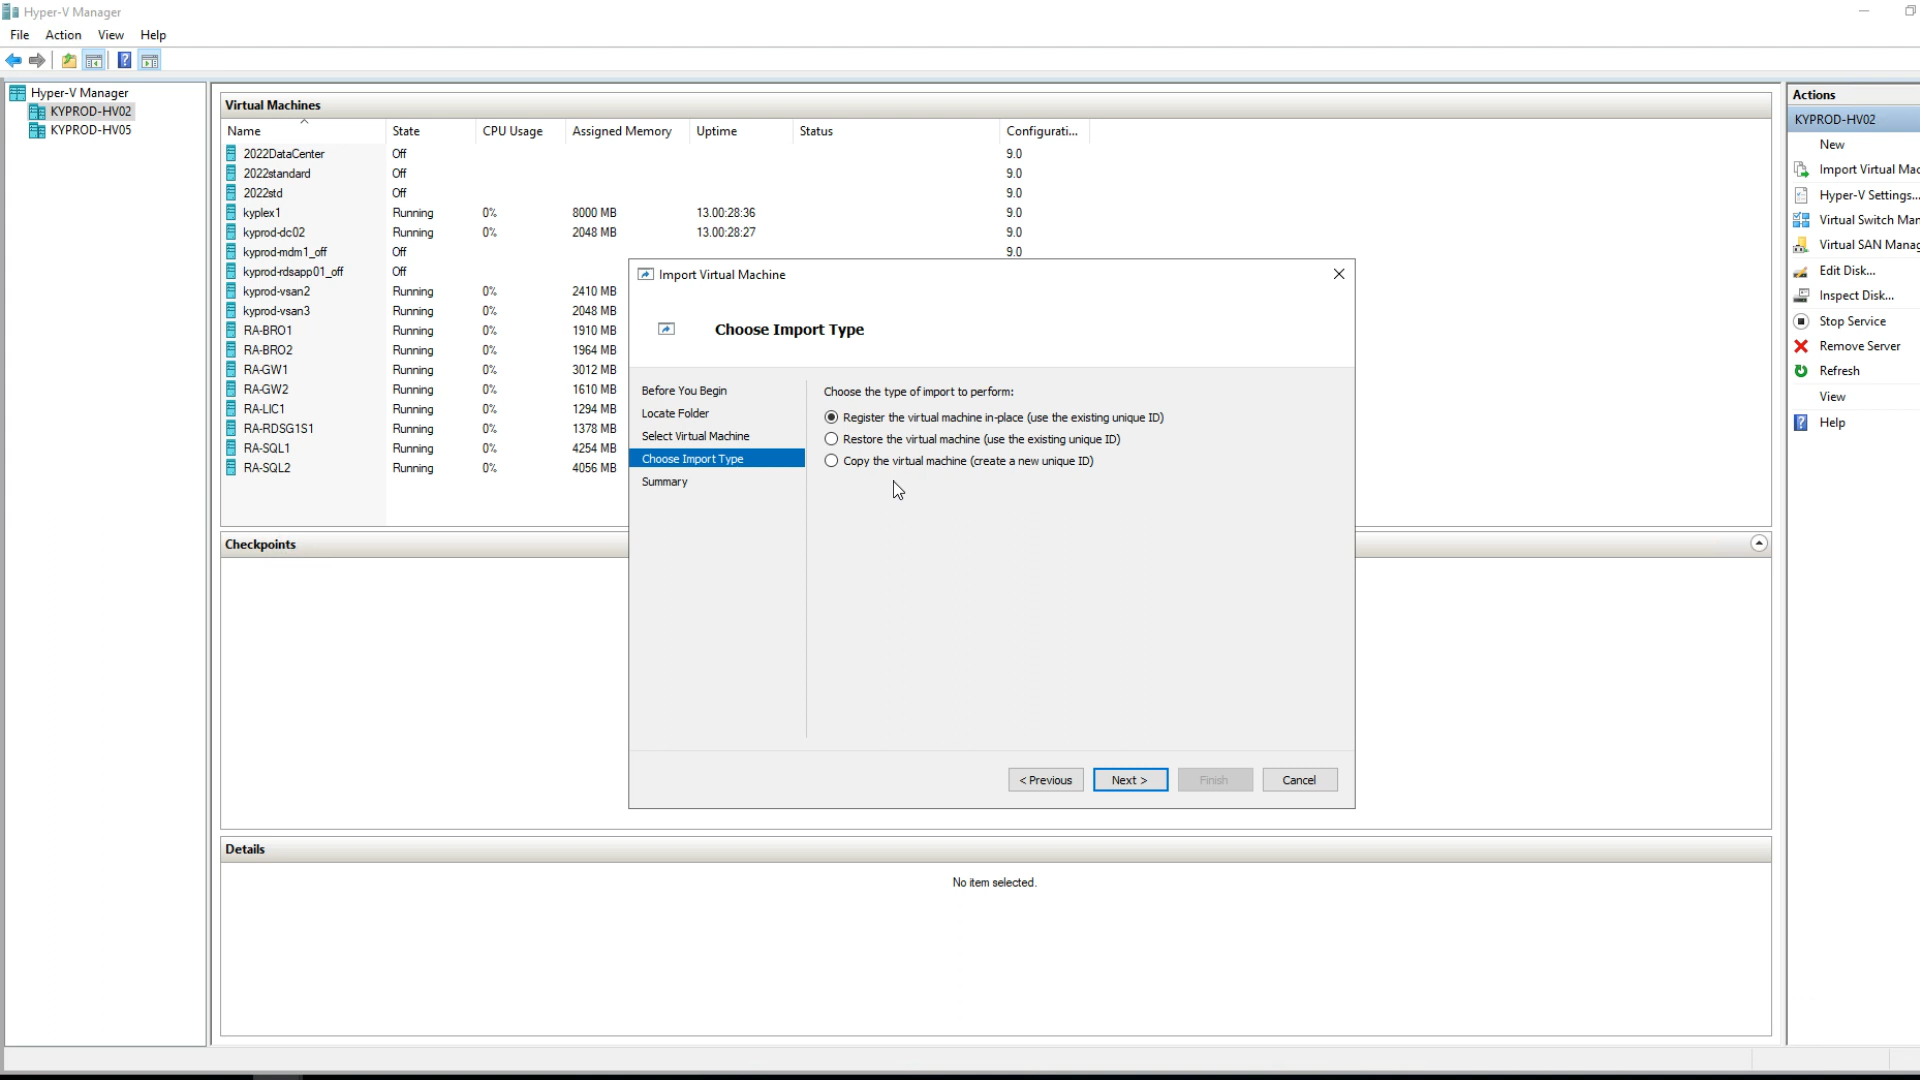 Hyper-V Manager
File Action View Help
Hyper-V Manager
KYPROD-HV02
KYPROD-HV05
Virtual Machines
Name State CPU Usage Assigned Memory Uptime Status Configurati...
2022DataCenter Off 9.0
2022standard Off 9.0
2022std Off 9.0
kyplex1 Running 0% 8000 MB 13.00:28:36 9.0
kyprod-dc02 Running 0% 2048 MB 13.00:28:27 9.0
kyprod-mdm1_off Off 9.0
kyprod-rdsapp01_off Off
kyprod-vsan2 Running 0% 2410 MB
kyprod-vsan3 Running 0% 2048 MB
RA-BRO1 Running 0% 1910 MB
RA-BRO2 Running 0% 1964 MB
RA-GW1 Running 0% 3012 MB
RA-GW2 Running 0% 1610 MB
RA-LIC1 Running 0% 1294 MB
RA-RDSG1S1 Running 0% 1378 MB
RA-SQL1 Running 0% 4254 MB
RA-SQL2 Running 0% 4056 MB
Import Virtual Machine
Choose Import Type
Before You Begin
Locate Folder
Select Virtual Machine
Choose Import Type
Summary
Choose the type of import to perform:
Register the virtual machine in-place (use the existing unique ID)
Restore the virtual machine (use the existing unique ID)
Copy the virtual machine (create a new unique ID)
< Previous Next > Finish Cancel
Checkpoints
Details
No item selected.
Actions
KYPROD-HV02
New
Import Virtual Mac
Hyper-V Settings...
Virtual Switch Man
Virtual SAN Manag
Edit Disk...
Inspect Disk...
Stop Service
Remove Server
Refresh
View
Help